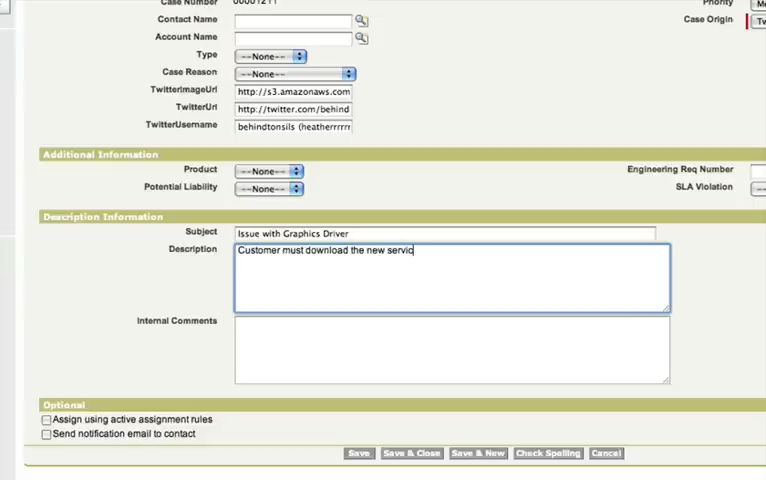 Case Number 00001211 Priority
Contact Name Case Origin Tw
Account Name
Type --None--
Case Reason --None--
TwitterImageUrl http://s3.amazonaws.com
TwitterUrl http://twitter.com/behind
TwitterUsername behindtonsils (heatherrrrrr
Additional Information
Product --None-- Engineering Req Number
Potential Liability --None-- SLA Violation --
Description Information
Subject Issue with Graphics Driver
Description Customer must download the new servic
Internal Comments
Optional
Assign using active assignment rules
Send notification email to contact
Save Save & Close Save & New Check Spelling Cancel